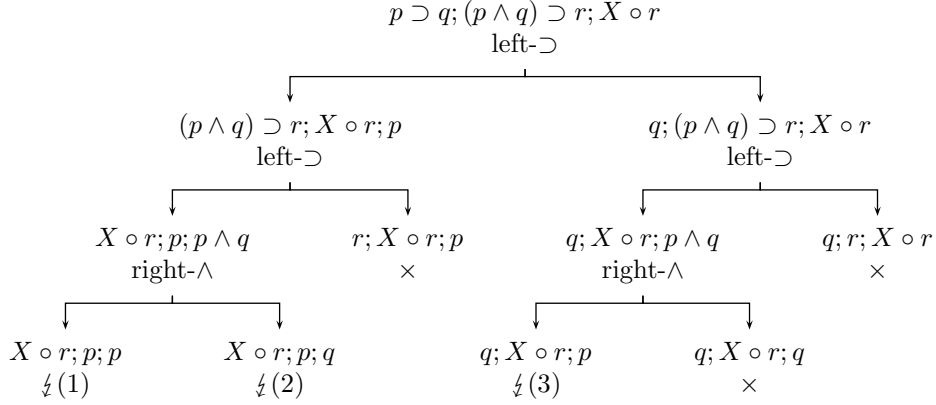 p ⊃ q; (p ∧ q) ⊃ r; X ∘ r
left-⊃
(p ∧ q) ⊃ r; X ∘ r; p
q; (p ∧ q) ⊃ r; X ∘ r
left-⊃
left-⊃
X ∘ r; p; p ∧ q
r; X ∘ r; p
q; X ∘ r; p ∧ q
q; r; X ∘ r
right-∧
×
right-∧
×
X ∘ r; p; p
X ∘ r; p; q
q; X ∘ r; p
q; X ∘ r; q
↯(1)
↯(2)
↯(3)
×